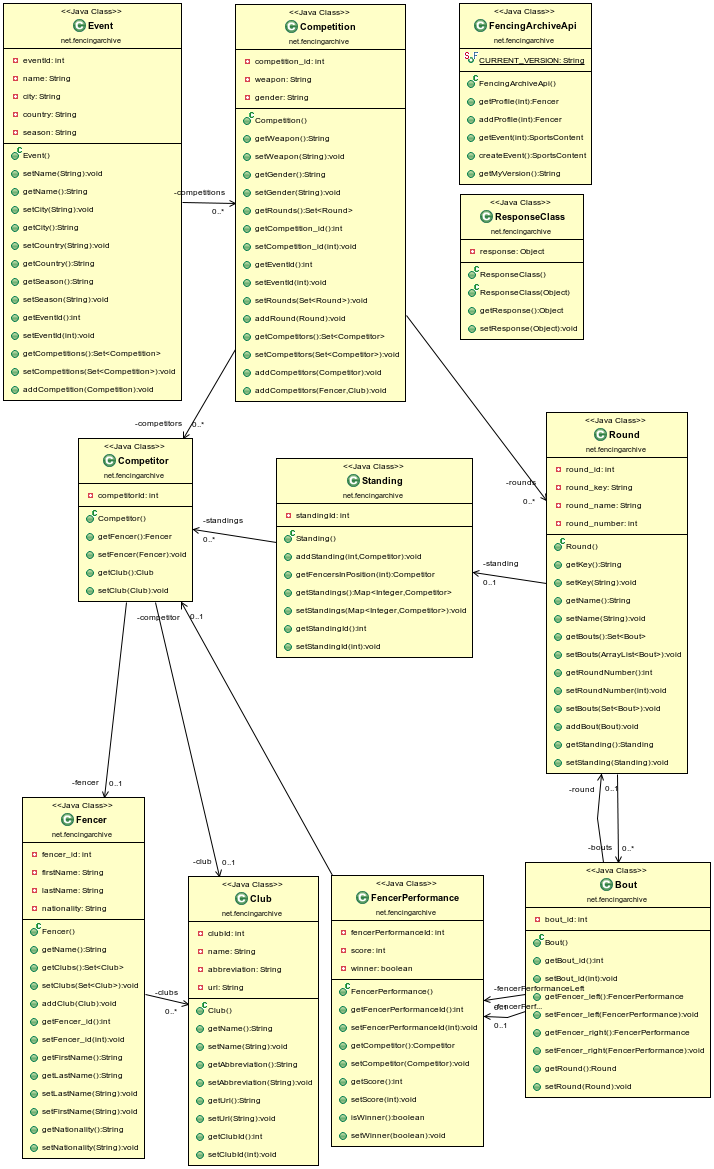 <<Java Class>>
Event
net.fencingarchive
eventId: int
name: String
city: String
country: String
season: String
Event()
setName(String):void
getName():String
setCity(String):void
getCity():String
setCountry(String):void
getCountry():String
getSeason():String
setSeason(String):void
getEventId():int
setEventId(int):void
getCompetitions():Set<Competition>
setCompetitions(Set<Competition>):void
addCompetition(Competition):void
-competitions
0..*
<<Java Class>>
Competition
net.fencingarchive
competition_id: int
weapon: String
gender: String
Competition()
getWeapon():String
setWeapon(String):void
getGender():String
setGender(String):void
getRounds():Set<Round>
getCompetition_id():int
setCompetition_id(int):void
getEventId():int
setEventId(int):void
setRounds(Set<Round>):void
addRound(Round):void
getCompetitors():Set<Competitor>
setCompetitors(Set<Competitor>):void
addCompetitors(Competitor):void
addCompetitors(Fencer,Club):void
<<Java Class>>
FencingArchiveApi
net.fencingarchive
CURRENT_VERSION: String
FencingArchiveApi()
getProfile(int):Fencer
addProfile(int):Fencer
getEvent(int):SportsContent
createEvent():SportsContent
getMyVersion():String
<<Java Class>>
ResponseClass
net.fencingarchive
response: Object
ResponseClass()
ResponseClass(Object)
getResponse():Object
setResponse(Object):void
-competitors
0..*
-rounds
0..*
<<Java Class>>
Competitor
net.fencingarchive
competitorId: int
Competitor()
getFencer():Fencer
setFencer(Fencer):void
getClub():Club
setClub(Club):void
-standings
0..*
<<Java Class>>
Standing
net.fencingarchive
standingId: int
Standing()
addStanding(int,Competitor):void
getFencersInPosition(int):Competitor
getStandings():Map<Integer,Competitor>
setStandings(Map<Integer,Competitor>):void
getStandingId():int
setStandingId(int):void
-standing
0..1
<<Java Class>>
Round
net.fencingarchive
round_id: int
round_key: String
round_name: String
round_number: int
Round()
getKey():String
setKey(String):void
getName():String
setName(String):void
getBouts():Set<Bout>
setBouts(ArrayList<Bout>):void
getRoundNumber():int
setRoundNumber(int):void
setBouts(Set<Bout>):void
addBout(Bout):void
getStanding():Standing
setStanding(Standing):void
-competitor
0..1
-fencer
0..1
-club
0..1
-round
0..1
-bouts
0..*
<<Java Class>>
Fencer
net.fencingarchive
fencer_id: int
firstName: String
lastName: String
nationality: String
Fencer()
getName():String
getClubs():Set<Club>
setClubs(Set<Club>):void
addClub(Club):void
getFencer_id():int
setFencer_id(int):void
getFirstName():String
getLastName():String
setLastName(String):void
setFirstName(String):void
getNationality():String
setNationality(String):void
-clubs
0..*
<<Java Class>>
Club
net.fencingarchive
clubId: int
name: String
abbreviation: String
url: String
Club()
getName():String
setName(String):void
getAbbreviation():String
setAbbreviation(String):void
getUrl():String
setUrl(String):void
getClubId():int
setClubId(int):void
<<Java Class>>
FencerPerformance
net.fencingarchive
fencerPerformanceId: int
score: int
winner: boolean
FencerPerformance()
getFencerPerformanceId():int
setFencerPerformanceId(int):void
getCompetitor():Competitor
setCompetitor(Competitor):void
getScore():int
setScore(int):void
isWinner():boolean
setWinner(boolean):void
-fencerPerformanceLeft
0..1
<<Java Class>>
Bout
net.fencingarchive
bout_id: int
Bout()
getBout_id():int
setBout_id(int):void
getFencer_left():FencerPerformance
setFencer_left(FencerPerformance):void
getFencer_right():FencerPerformance
setFencer_right(FencerPerformance):void
getRound():Round
setRound(Round):void